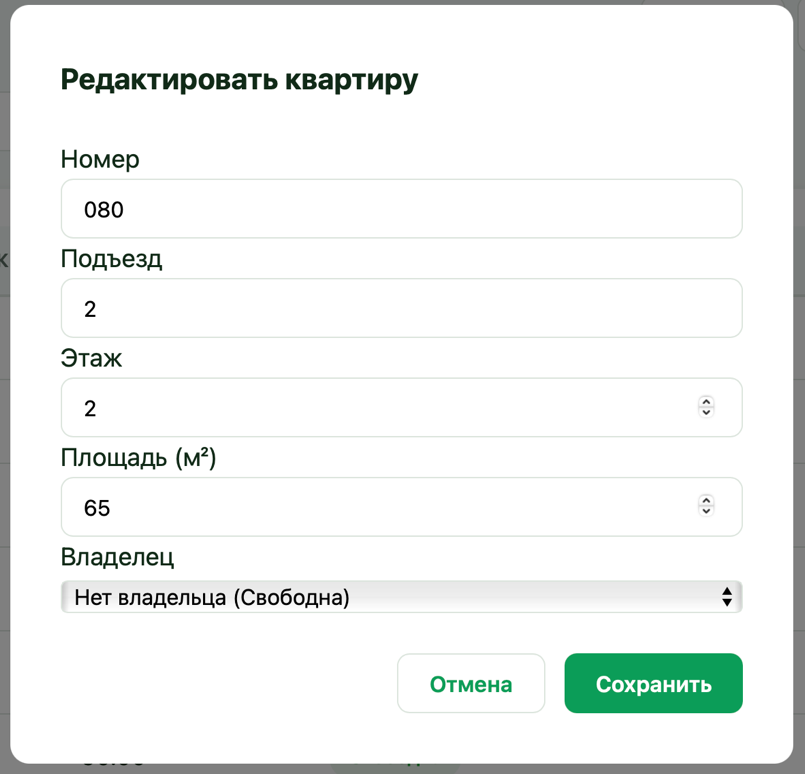 Редактировать квартиру
Номер
080
Подъезд
2
Этаж
2
Площадь (м²)
65
Владелец
Нет владельца (Свободна)
Отмена
Сохранить